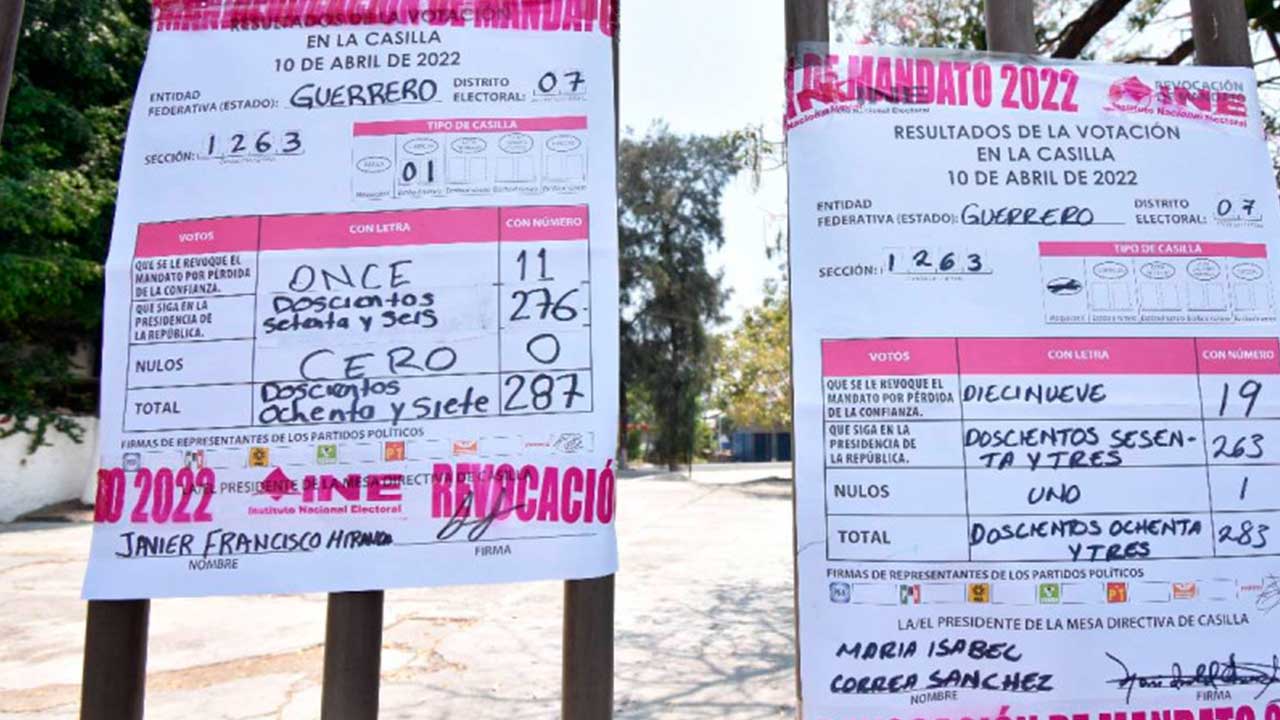 RESULTADOS DE LA VOTACIÓN
EN LA CASILLA
10 DE ABRIL DE 2022
ENTIDAD
FEDERATIVA (ESTADO): GUERRERO
DISTRITO
ELECTORAL: 07
SECCIÓN: 1263
TIPO DE CASILLA
01
VOTOS CON LETRA CON NÚMERO
QUE SE LE REVOQUE EL
MANDATO POR PÉRDIDA
DE LA CONFIANZA.
ONCE 11
QUE SIGA EN LA
PRESIDENCIA DE
LA REPÚBLICA.
DOSCIENTOS
setenta y seis 276
NULOS CERO 0
TOTAL DOSCIENTOS
Ochenta y Siete 287
FIRMAS DE REPRESENTANTES DE LOS PARTIDOS POLÍTICOS
PT
LA/EL PRESIDENTE DE LA MESA DIRECTIVA DE CASILLA
2022 INE
Instituto Nacional Electoral
JAVIER FRANCISCO
NOMBRE
FIRMA
DE MANDATO 2022
REVOCACIÓN
INE
Instituto Nacional Electoral
RESULTADOS DE LA VOTACIÓN
EN LA CASILLA
10 DE ABRIL DE 2022
ENTIDAD
FEDERATIVA (ESTADO): GUERRERO
DISTRITO
ELECTORAL: 07
SECCIÓN: 1263
TIPO DE CASILLA
VOTOS CON LETRA CON NÚMERO
QUE SE LE REVOQUE EL
MANDATO POR PÉRDIDA
DE LA CONFIANZA.
DIECINUEVE 19
QUE SIGA EN LA
PRESIDENCIA DE
LA REPÚBLICA.
DOSCIENTOS SESEN-
TA Y TRES 263
NULOS UNO 1
TOTAL DOSCIENTOS OCHENTA
Y TRES 283
FIRMAS DE REPRESENTANTES DE LOS PARTIDOS POLÍTICOS
PT
LA/EL PRESIDENTE DE LA MESA DIRECTIVA DE CASILLA
MARIA ISABEL
CORREA SANCHEZ
NOMBRE
FIRMA